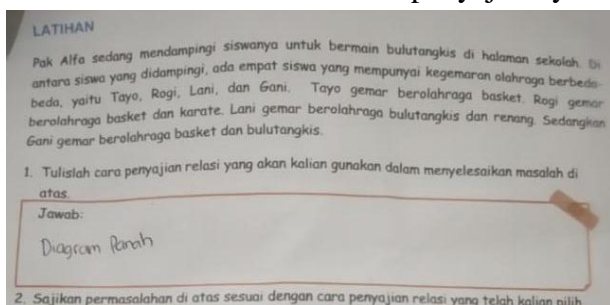 LATIHAN
Pak Alfa sedang mendampingi siswanya untuk bermain bulutangkis di halaman sekolah. Di
antara siswa yang didampingi, ada empat siswa yang mempunyai kegemaran olahraga berbeda-
beda, yaitu Tayo, Rogi, Lani, dan Gani. Tayo gemar berolahraga basket. Rogi gemar
berolahraga basket dan karate. Lani gemar berolahraga bulutangkis dan renang. Sedangkan
Gani gemar berolahraga basket dan bulutangkis.
1. Tulislah cara penyajian relasi yang akan kalian gunakan dalam menyelesaikan masalah di
atas.
Jawab:
Diagram Panah
2. Sajikan permasalahan di atas sesuai dengan cara penyajian relasi yang telah kalian pilih